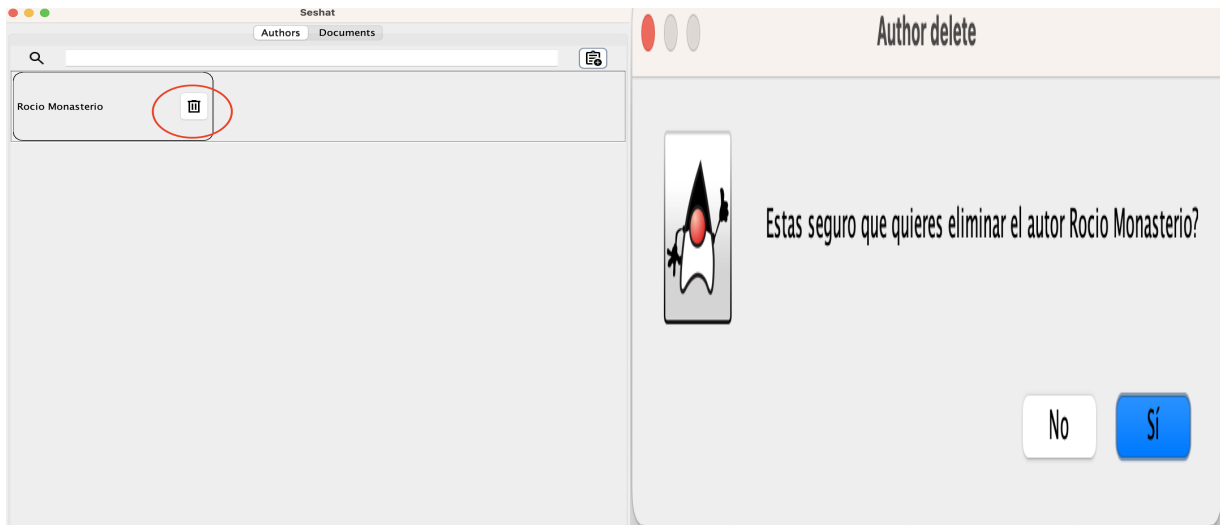 Seshat
Authors Documents
Rocio Monasterio
Author delete
Estas seguro que quieres eliminar el autor Rocio Monasterio?
No Sí